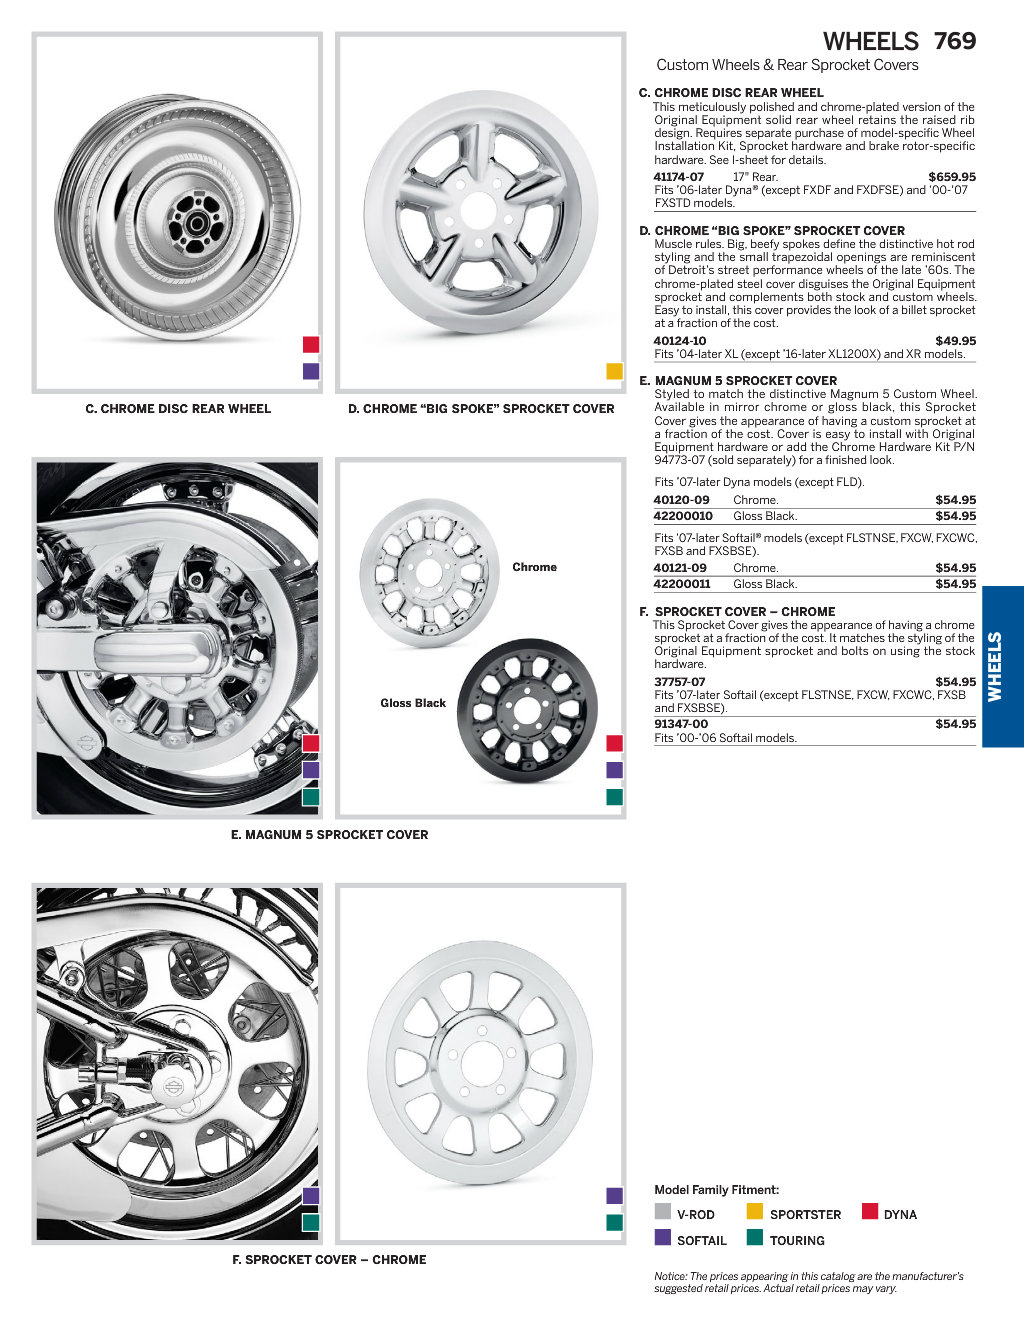 WHEELS 769
Custom Wheels & Rear Sprocket Covers
C. CHROME DISC REAR WHEEL
This meticulously polished and chrome-plated version of the
Original Equipment solid rear wheel retains the raised rib
design. Requires separate purchase of model-specific Wheel
Installation Kit, Sprocket hardware and brake rotor-specific
hardware. See I-sheet for details.
41174-07 17" Rear. $659.95
Fits ’06-later Dyna® (except FXDF and FXDFSE) and ‘00-‘07
FXSTD models.
D. CHROME “BIG SPOKE” SPROCKET COVER
Muscle rules. Big, beefy spokes define the distinctive hot rod
styling and the small trapezoidal openings are reminiscent
of Detroit’s street performance wheels of the late ’60s. The
chrome-plated steel cover disguises the Original Equipment
sprocket and complements both stock and custom wheels.
Easy to install, this cover provides the look of a billet sprocket
at a fraction of the cost.
40124-10 $49.95
Fits ’04-later XL (except ’16-later XL1200X) and XR models.
E. MAGNUM 5 SPROCKET COVER
Styled to match the distinctive Magnum 5 Custom Wheel.
Available in mirror chrome or gloss black, this Sprocket
Cover gives the appearance of having a custom sprocket at
a fraction of the cost. Cover is easy to install with Original
Equipment hardware or add the Chrome Hardware Kit P/N
94773-07 (sold separately) for a finished look.
Fits ’07-later Dyna models (except FLD).
40120-09 Chrome. $54.95
42200010 Gloss Black. $54.95
Fits ’07-later Softail® models (except FLSTNSE, FXCW, FXCWC,
FXSB and FXSBSE).
40121-09 Chrome. $54.95
42200011 Gloss Black. $54.95
F. SPROCKET COVER – CHROME
This Sprocket Cover gives the appearance of having a chrome
sprocket at a fraction of the cost. It matches the styling of the
Original Equipment sprocket and bolts on using the stock
hardware.
37757-07 $54.95
Fits ’07-later Softail (except FLSTNSE, FXCW, FXCWC, FXSB
and FXSBSE).
91347-00 $54.95
Fits ’00-’06 Softail models.
WHEELS
C. CHROME DISC REAR WHEEL
D. CHROME “BIG SPOKE” SPROCKET COVER
Chrome
Gloss Black
E. MAGNUM 5 SPROCKET COVER
F. SPROCKET COVER – CHROME
Model Family Fitment:
V-ROD SPORTSTER DYNA
SOFTAIL TOURING
Notice: The prices appearing in this catalog are the manufacturer’s
suggested retail prices. Actual retail prices may vary.